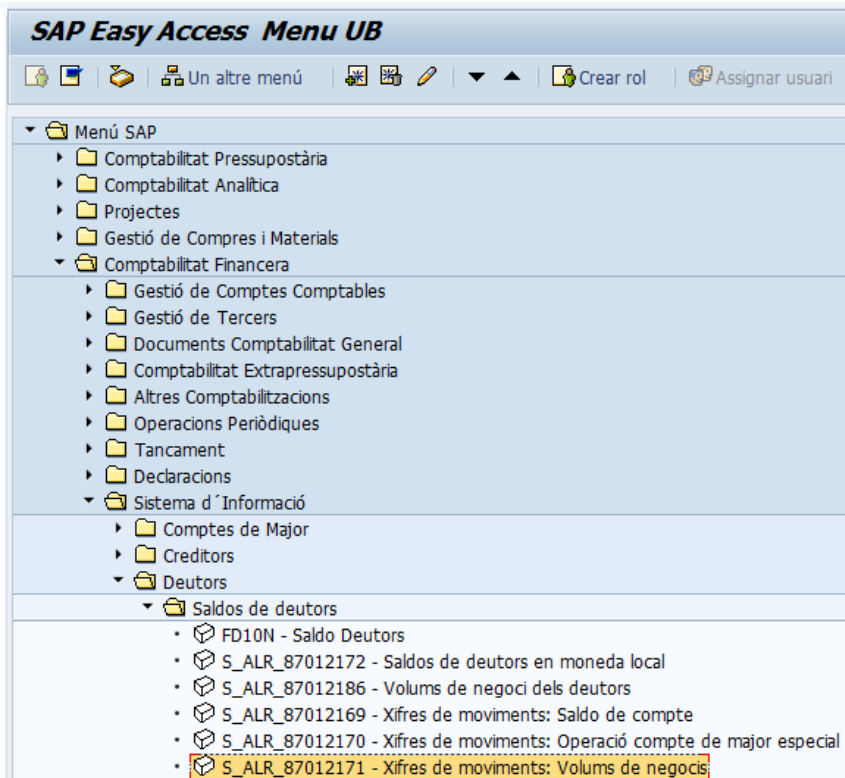 SAP Easy Access Menu UB
Un altre menú Crear rol Assignar usuari
Menú SAP
Comptabilitat Pressupostària
Comptabilitat Analítica
Projectes
Gestió de Compres i Materials
Comptabilitat Financera
Gestió de Comptes Comptables
Gestió de Tercers
Documents Comptabilitat General
Comptabilitat Extrapressupostària
Altres Comptabilitzacions
Operacions Periòdiques
Tancament
Declaracions
Sistema d´Informació
Comptes de Major
Creditors
Deutors
Saldos de deutors
FD10N - Saldo Deutors
S_ALR_87012172 - Saldos de deutors en moneda local
S_ALR_87012186 - Volums de negoci dels deutors
S_ALR_87012169 - Xifres de moviments: Saldo de compte
S_ALR_87012170 - Xifres de moviments: Operació compte de major especial
S_ALR_87012171 - Xifres de moviments: Volums de negocis